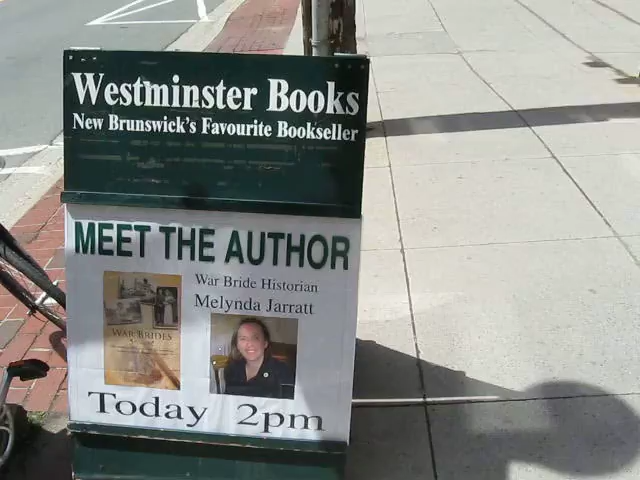 Westminster Books
New Brunswick's Favourite Bookseller
MEET THE AUTHOR
War Bride Historian
Melynda Jarratt
WAR BRIDES
Today 2pm